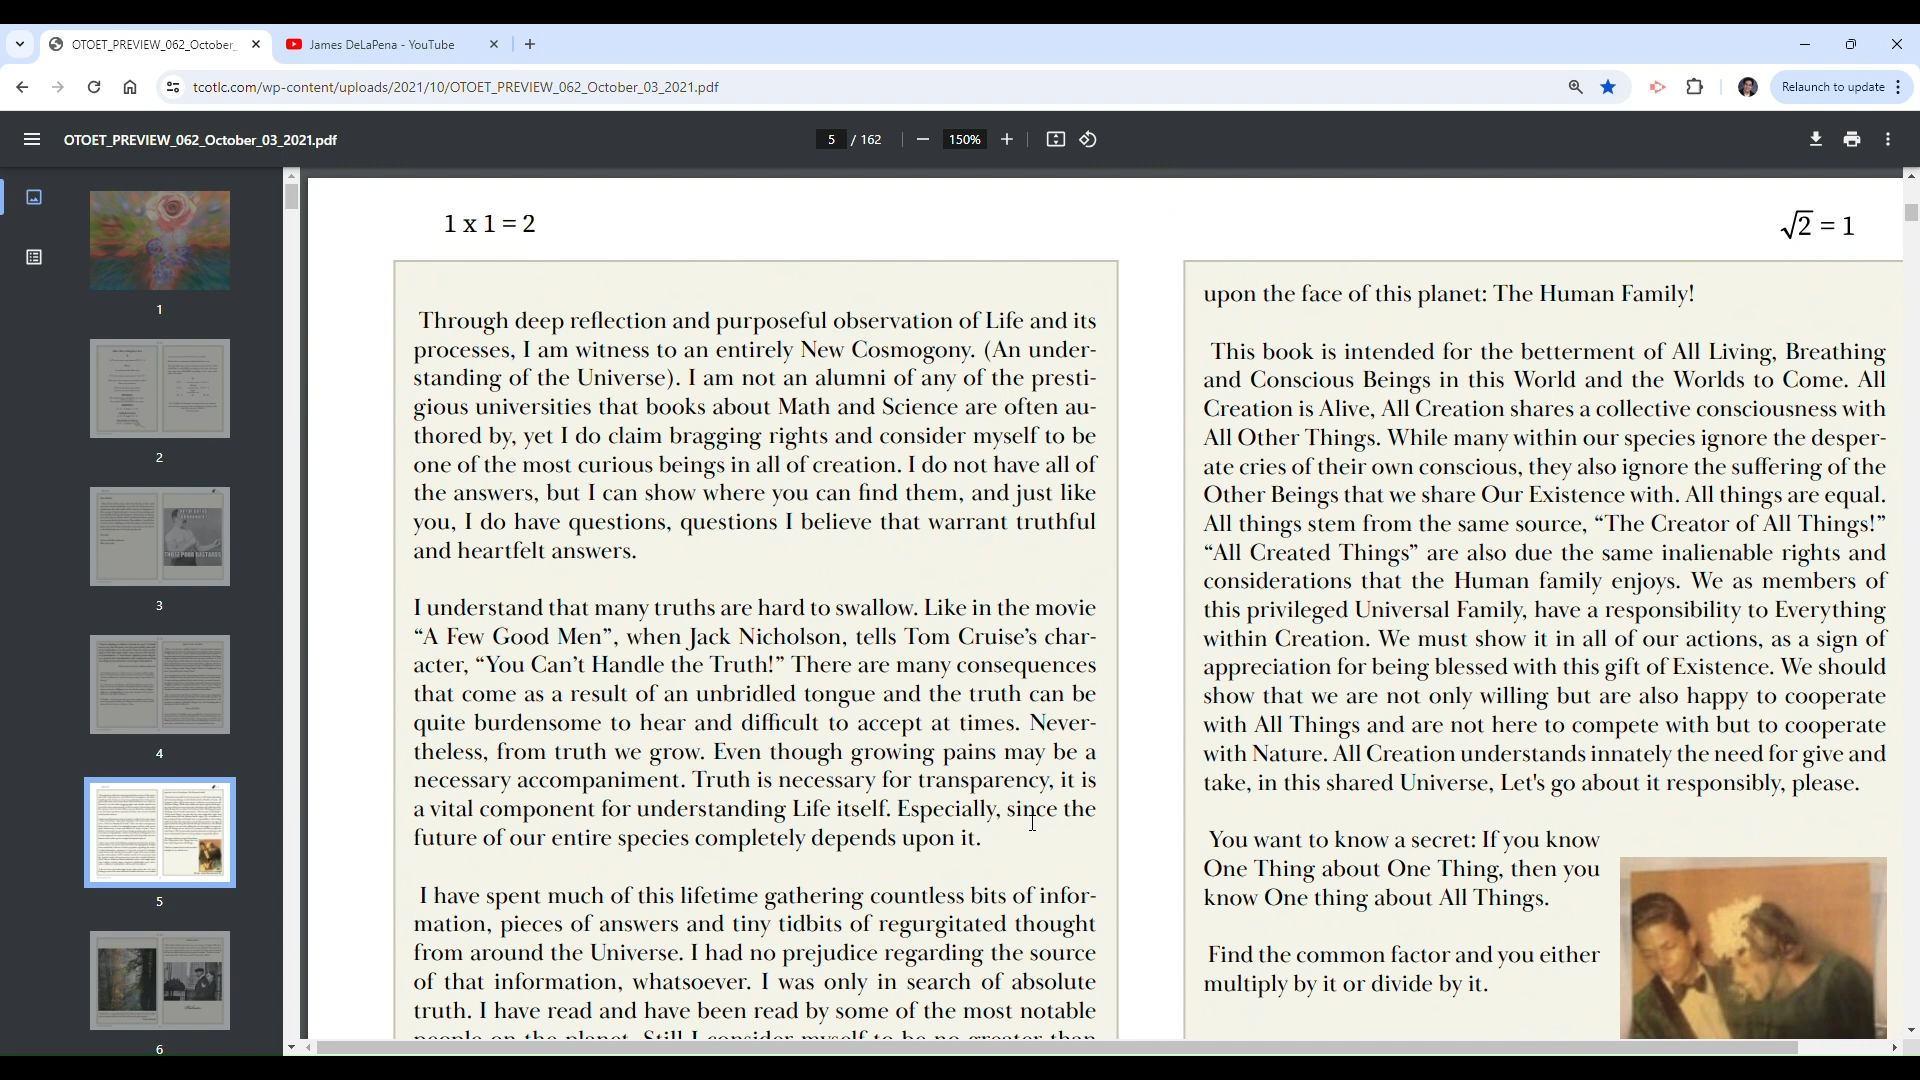 OTOET_PREVIEW_062_October_
James DeLaPena - YouTube
tcotlc.com/wp-content/uploads/2021/10/OTOET_PREVIEW_062_October_03_2021.pdf
Relaunch to update
OTOET_PREVIEW_062_October_03_2021.pdf
5 / 162
150%
1
2
3
4
5
6
1 x 1 = 2
Through deep reflection and purposeful observation of Life and its
processes, I am witness to an entirely New Cosmogony. (An under-
standing of the Universe). I am not an alumni of any of the presti-
gious universities that books about Math and Science are often au-
thored by, yet I do claim bragging rights and consider myself to be
one of the most curious beings in all of creation. I do not have all of
the answers, but I can show where you can find them, and just like
you, I do have questions, questions I believe that warrant truthful
and heartfelt answers.
I understand that many truths are hard to swallow. Like in the movie
“A Few Good Men”, when Jack Nicholson, tells Tom Cruise’s char-
acter, “You Can’t Handle the Truth!” There are many consequences
that come as a result of an unbridled tongue and the truth can be
quite burdensome to hear and difficult to accept at times. Never-
theless, from truth we grow. Even though growing pains may be a
necessary accompaniment. Truth is necessary for transparency, it is
a vital component for understanding Life itself. Especially, since the
future of our entire species completely depends upon it.
I have spent much of this lifetime gathering countless bits of infor-
mation, pieces of answers and tiny tidbits of regurgitated thought
from around the Universe. I had no prejudice regarding the source
of that information, whatsoever. I was only in search of absolute
truth. I have read and have been read by some of the most notable
people on the planet. Still I consider myself to be no greater than
√2 = 1
upon the face of this planet: The Human Family!
This book is intended for the betterment of All Living, Breathing
and Conscious Beings in this World and the Worlds to Come. All
Creation is Alive, All Creation shares a collective consciousness with
All Other Things. While many within our species ignore the desper-
ate cries of their own conscious, they also ignore the suffering of the
Other Beings that we share Our Existence with. All things are equal.
All things stem from the same source, “The Creator of All Things!”
“All Created Things” are also due the same inalienable rights and
considerations that the Human family enjoys. We as members of
this privileged Universal Family, have a responsibility to Everything
within Creation. We must show it in all of our actions, as a sign of
appreciation for being blessed with this gift of Existence. We should
show that we are not only willing but are also happy to cooperate
with All Things and are not here to compete with but to cooperate
with Nature. All Creation understands innately the need for give and
take, in this shared Universe, Let's go about it responsibly, please.
You want to know a secret: If you know
One Thing about One Thing, then you
know One thing about All Things.
Find the common factor and you either
multiply by it or divide by it.